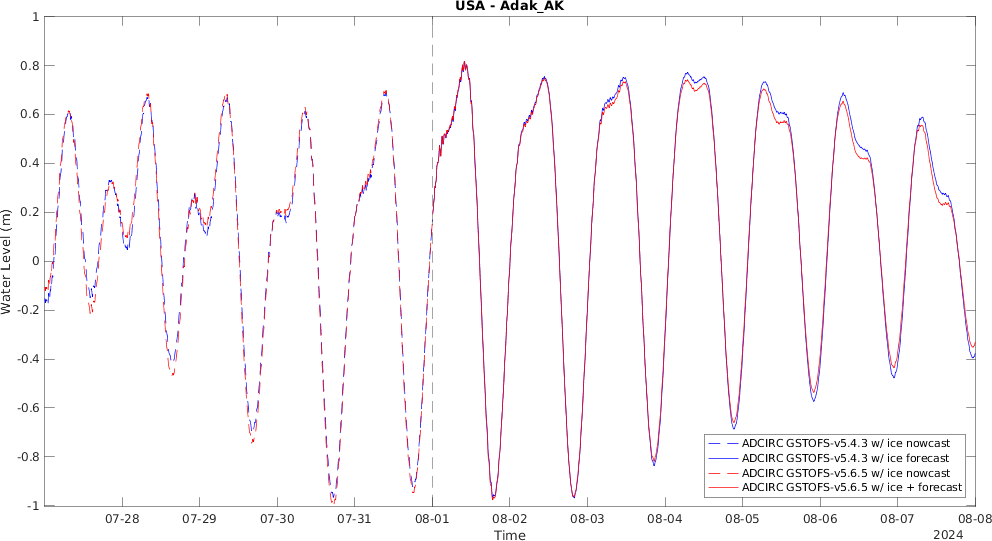 USA - Adak_AK
1
0.8
0.6
0.4
0.2
0
-0.2
-0.4
-0.6
-0.8
-1
Water Level (m)
ADCIRC GSTOFS-v5.4.3 w/ ice nowcast
ADCIRC GSTOFS-v5.4.3 w/ ice forecast
ADCIRC GSTOFS-v5.6.5 w/ ice nowcast
ADCIRC GSTOFS-v5.6.5 w/ ice + forecast
07-28 07-29 07-30 07-31 08-01 08-02 08-03 08-04 08-05 08-06 08-07 08-08
Time
2024